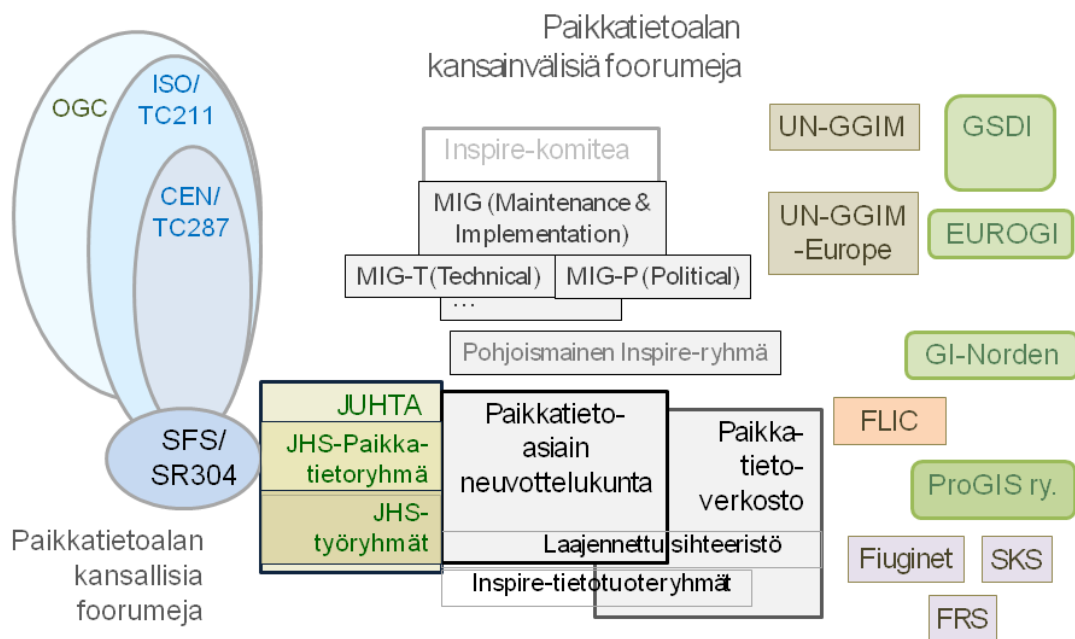 Paikkatietoalan
kansainvälisiä foorumeja
OGC
ISO/
TC211
CEN/
TC287
SFS/
SR304
Inspire-komitea
MIG (Maintenance &
Implementation)
MIG-T (Technical)
MIG-P (Political)
...
Pohjoismainen Inspire-ryhmä
UN-GGIM
GSDI
UN-GGIM
-Europe
EUROGI
GI-Norden
JUHTA
JHS-Paikka-
tietoryhmä
JHS-
työryhmät
Paikkatieto-
asiain
neuvottelukunta
Paikka-
tieto-
verkosto
Laajennettu sihteeristö
Inspire-tietotuoteryhmät
FLIC
ProGIS ry.
Fiuginet
SKS
FRS
Paikkatietoalan
kansallisia
foorumeja